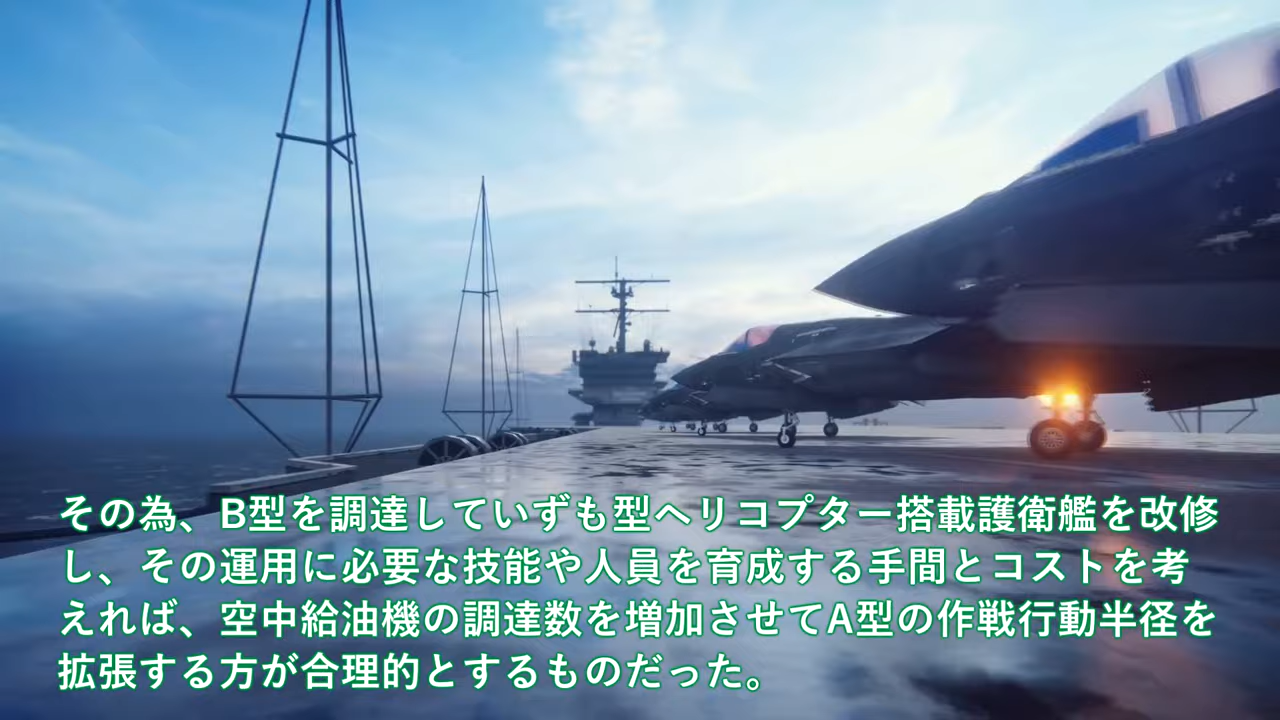 その為、B型を調達していずも型ヘリコプター搭載護衛艦を改修
し、その運用に必要な技能や人員を育成する手間とコストを考
えれば、空中給油機の調達数を増加させてA型の作戦行動半径を
拡張する方が合理的とするものだった。